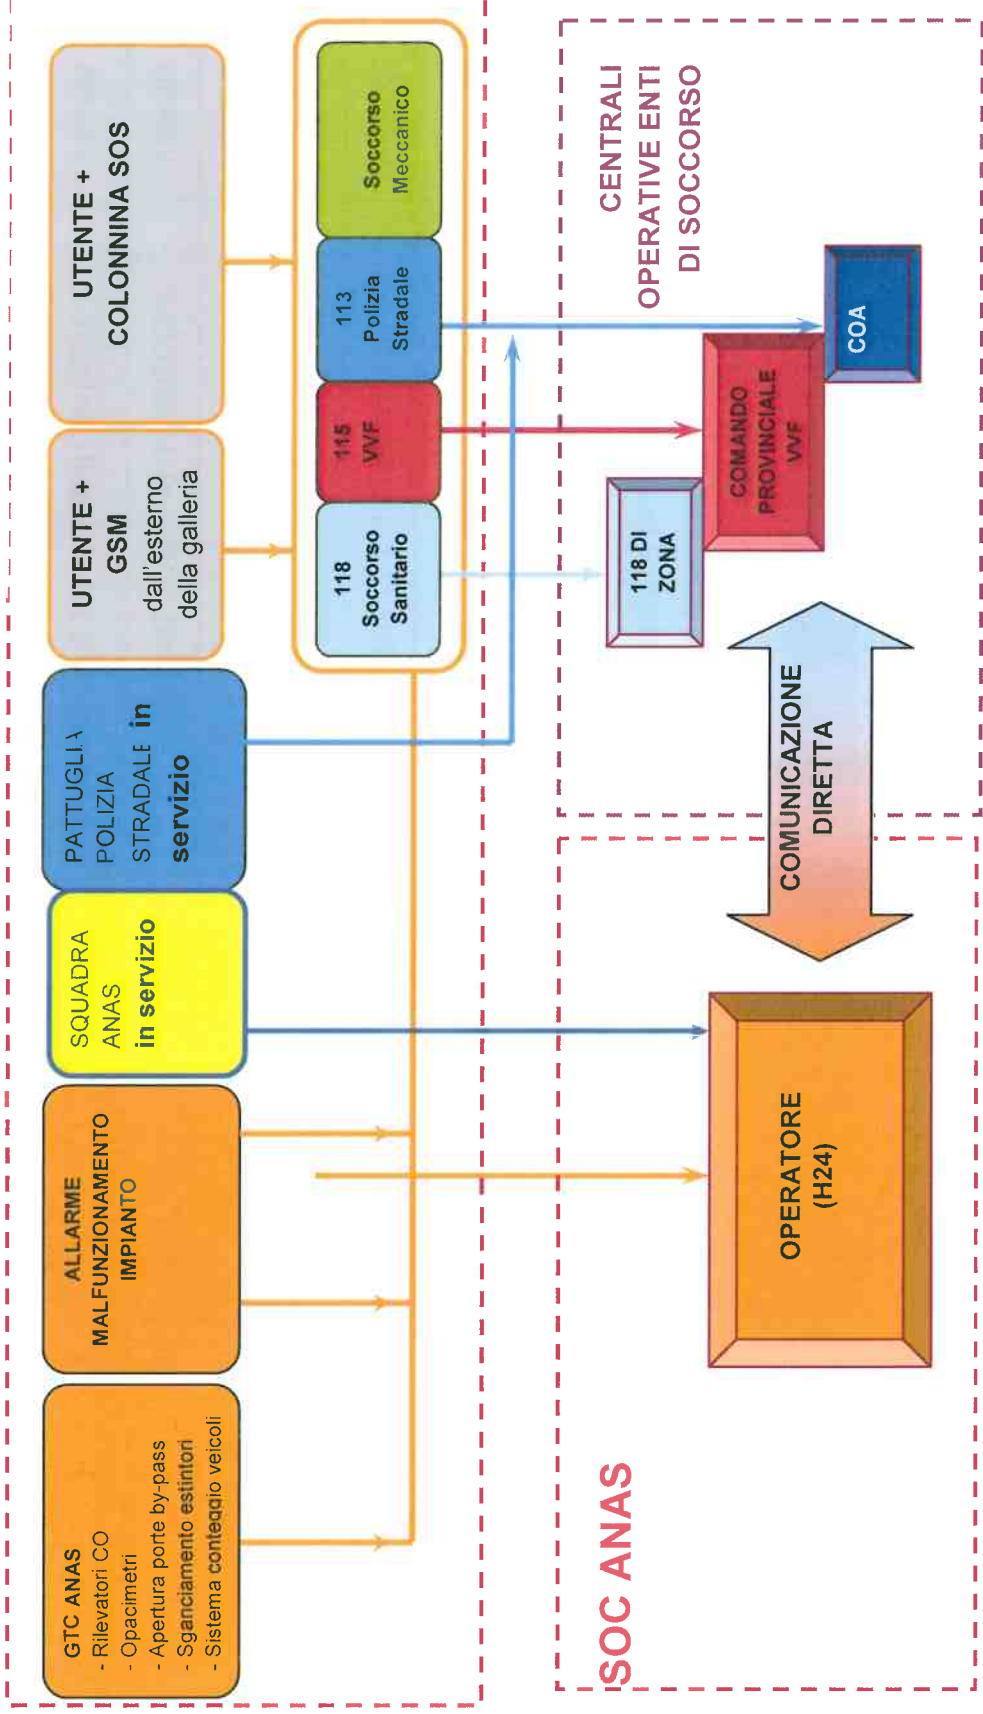 GTC ANAS
- Rilevatori CO
- Opacimetri
- Apertura porte by-pass
- Sganciamento estintori
- Sistema conteggio veicoli
ALLARME
MALFUNZIONAMENTO
IMPIANTO
SQUADRA
ANAS
in servizio
PATTUGLIA
POLIZIA
STRADALE in
servizio
UTENTE +
GSM
dall'esterno
della galleria
UTENTE +
COLONNINA SOS
118
Soccorso
Sanitario
115
VVF
113
Polizia
Stradale
Soccorso
Meccanico
SOC ANAS
OPERATORE
(H24)
COMUNICAZIONE
DIRETTA
118 DI
ZONA
COMANDO
PROVINCIALE
VVF
COA
CENTRALI
OPERATIVE ENTI
DI SOCCORSO